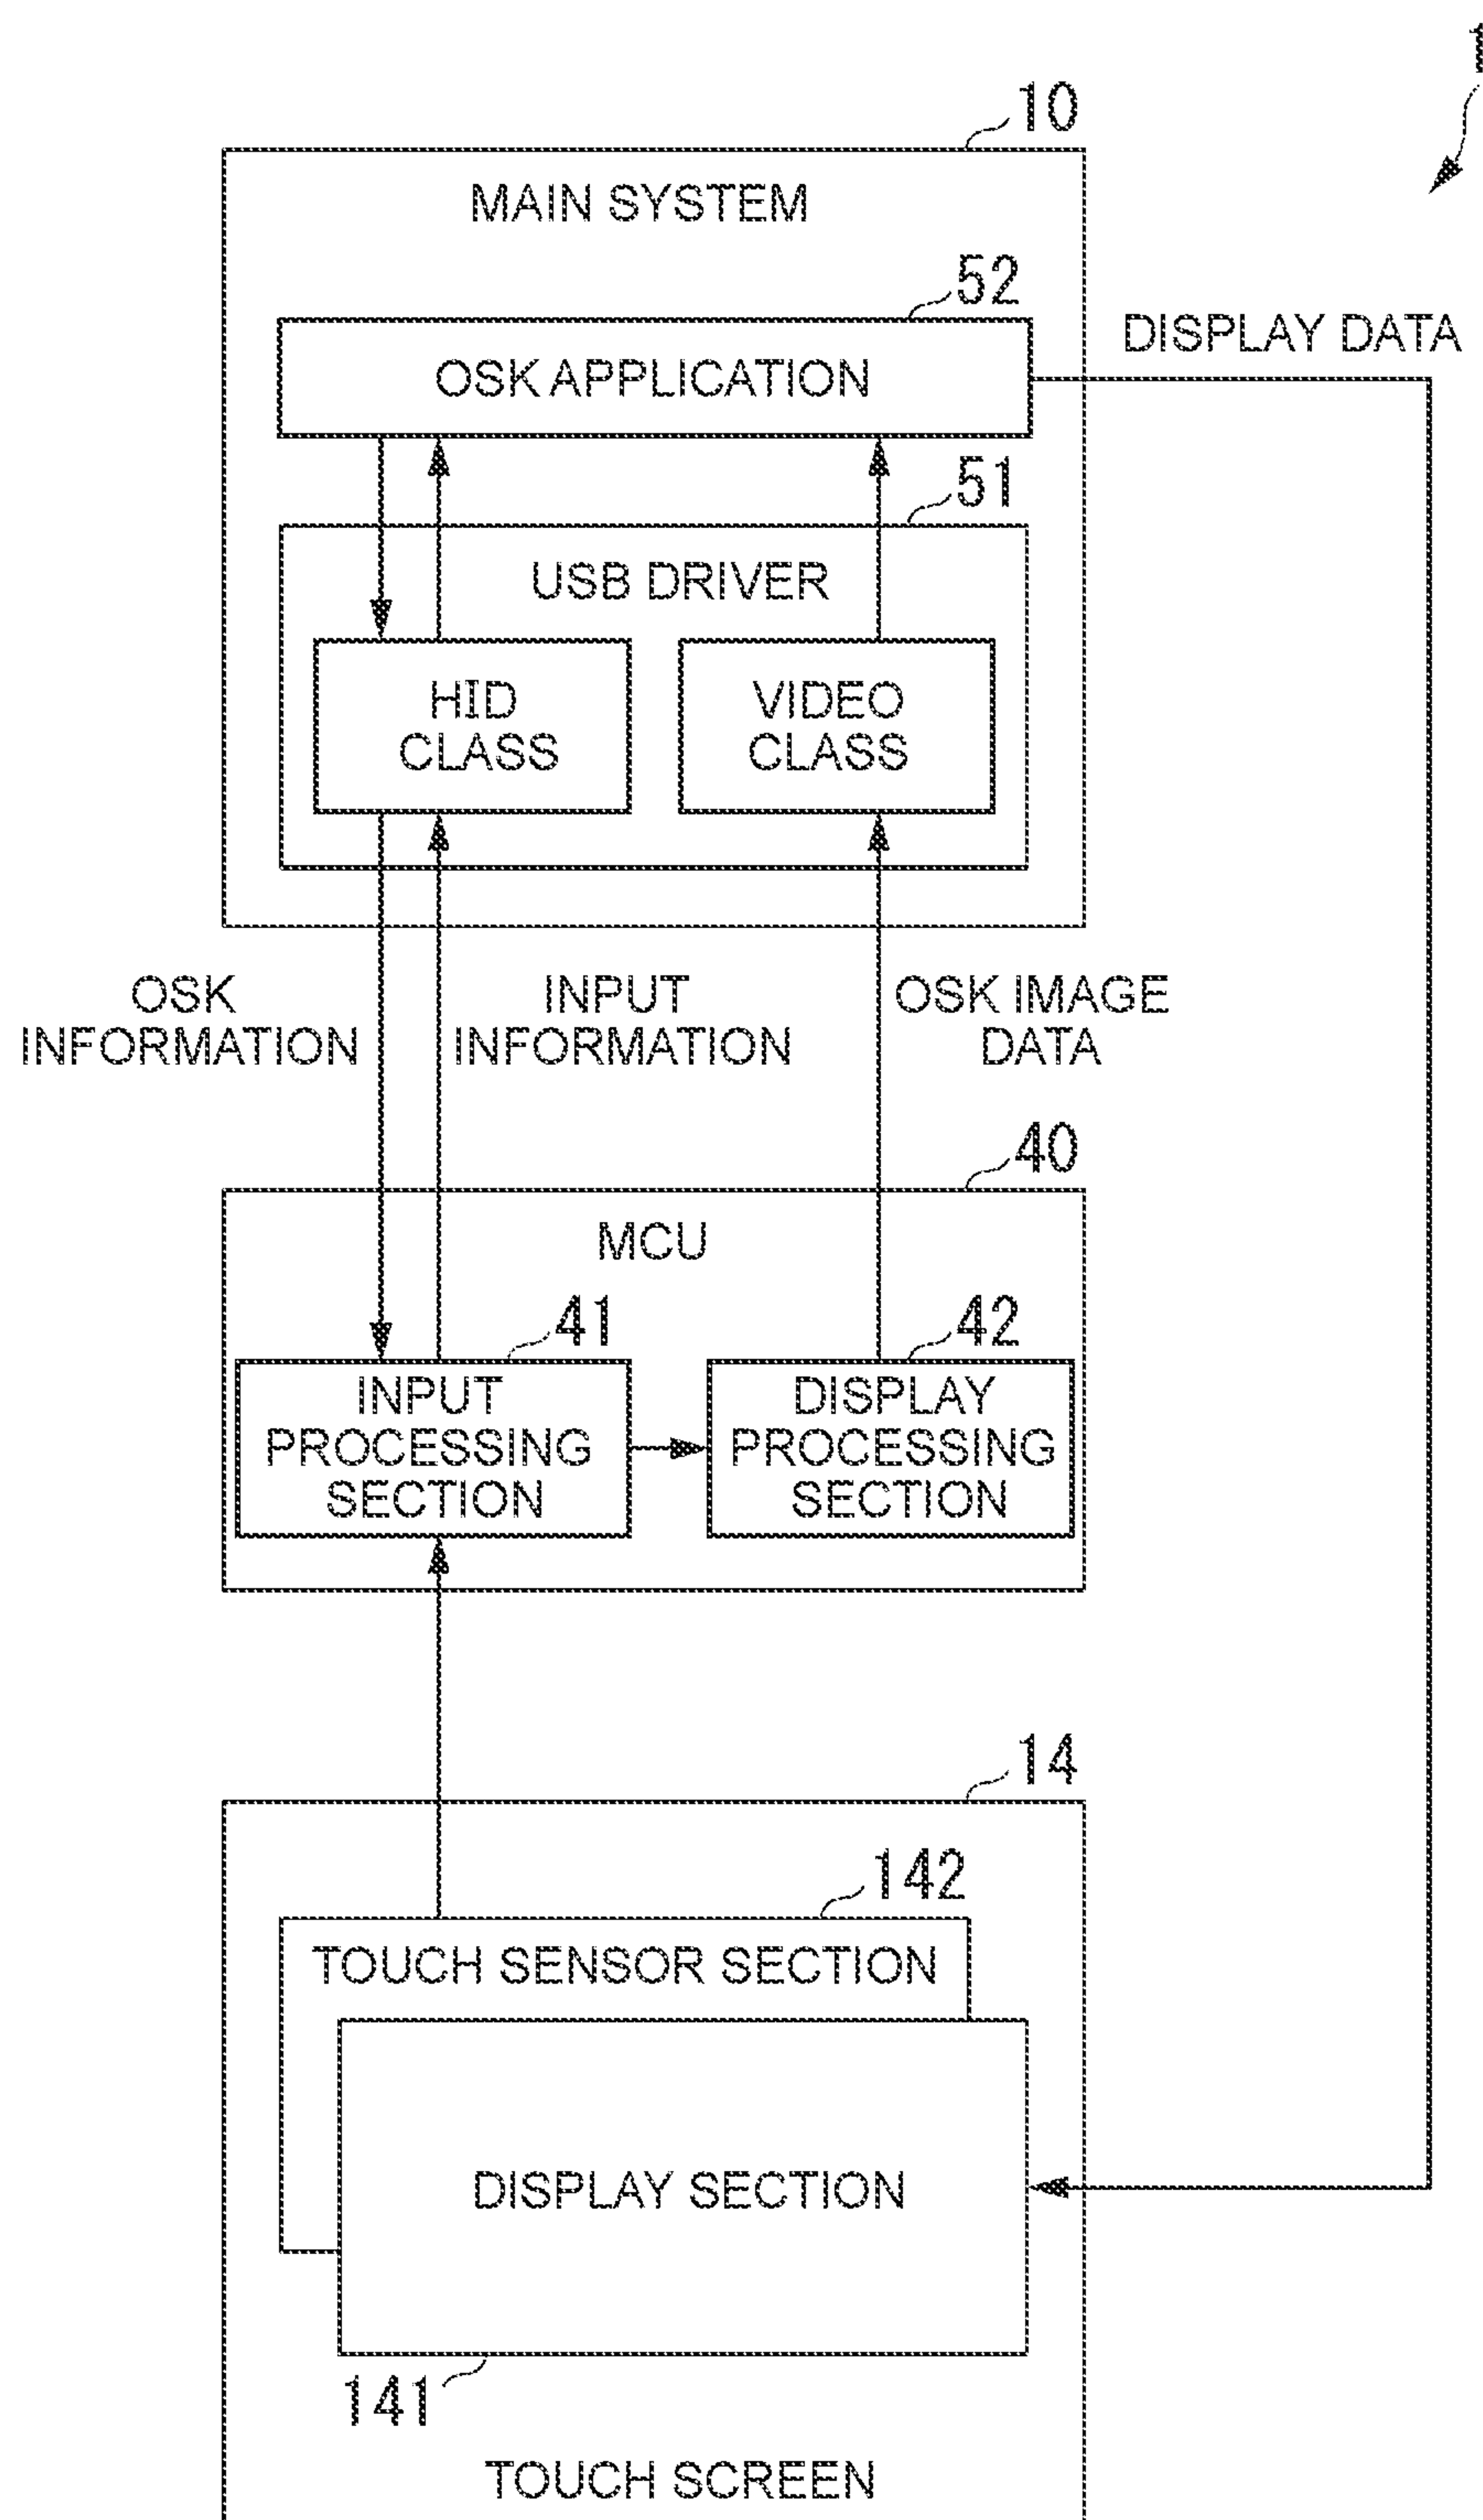 1
10
MAIN SYSTEM
52
OSK APPLICATION
DISPLAY DATA
51
USB DRIVER
HID
CLASS
VIDEO
CLASS
OSK
INFORMATION
INPUT
INFORMATION
OSK IMAGE
DATA
40
MCU
41
INPUT
PROCESSING
SECTION
42
DISPLAY
PROCESSING
SECTION
14
142
TOUCH SENSOR SECTION
DISPLAY SECTION
141
TOUCH SCREEN